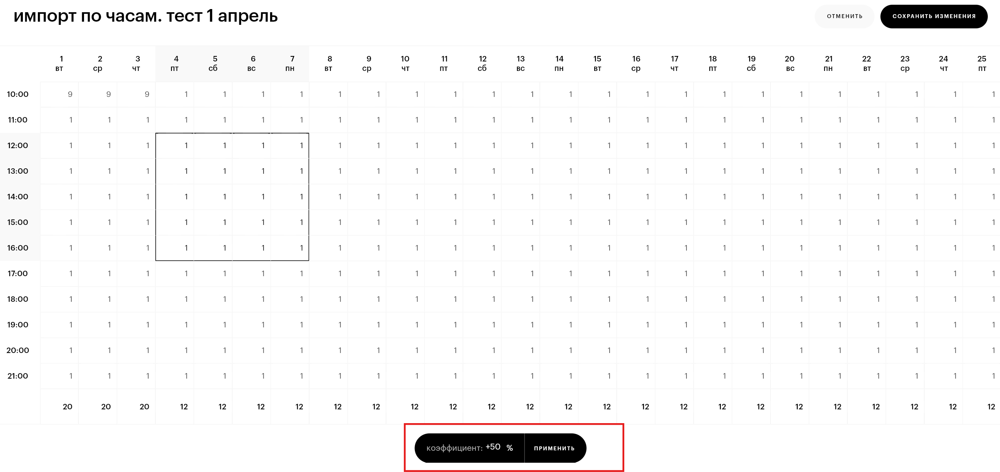 импорт по часам. тест 1 апрель
ОТМЕНИТЬ СОХРАНИТЬ ИЗМЕНЕНИЯ
1 2 3 4 5 6 7 8 9 10 11 12 13 14 15 16 17 18 19 20 21 22 23 24 25
вт ср чт пт сб вс пн вт ср чт пт сб вс пн вт ср чт пт сб вс пн вт ср чт пт
10:00 9 9 9 1 1 1 1 1 1 1 1 1 1 1 1 1 1 1 1 1 1 1 1 1 1
11:00 1 1 1 1 1 1 1 1 1 1 1 1 1 1 1 1 1 1 1 1 1 1 1 1 1
12:00 1 1 1 1 1 1 1 1 1 1 1 1 1 1 1 1 1 1 1 1 1 1 1 1 1
13:00 1 1 1 1 1 1 1 1 1 1 1 1 1 1 1 1 1 1 1 1 1 1 1 1 1
14:00 1 1 1 1 1 1 1 1 1 1 1 1 1 1 1 1 1 1 1 1 1 1 1 1 1
15:00 1 1 1 1 1 1 1 1 1 1 1 1 1 1 1 1 1 1 1 1 1 1 1 1 1
16:00 1 1 1 1 1 1 1 1 1 1 1 1 1 1 1 1 1 1 1 1 1 1 1 1 1
17:00 1 1 1 1 1 1 1 1 1 1 1 1 1 1 1 1 1 1 1 1 1 1 1 1 1
18:00 1 1 1 1 1 1 1 1 1 1 1 1 1 1 1 1 1 1 1 1 1 1 1 1 1
19:00 1 1 1 1 1 1 1 1 1 1 1 1 1 1 1 1 1 1 1 1 1 1 1 1 1
20:00 1 1 1 1 1 1 1 1 1 1 1 1 1 1 1 1 1 1 1 1 1 1 1 1 1
21:00 1 1 1 1 1 1 1 1 1 1 1 1 1 1 1 1 1 1 1 1 1 1 1 1 1
20 20 20 12 12 12 12 12 12 12 12 12 12 12 12 12 12 12 12 12 12 12 12 12 12
коэффициент: +50 % ПРИМЕНИТЬ